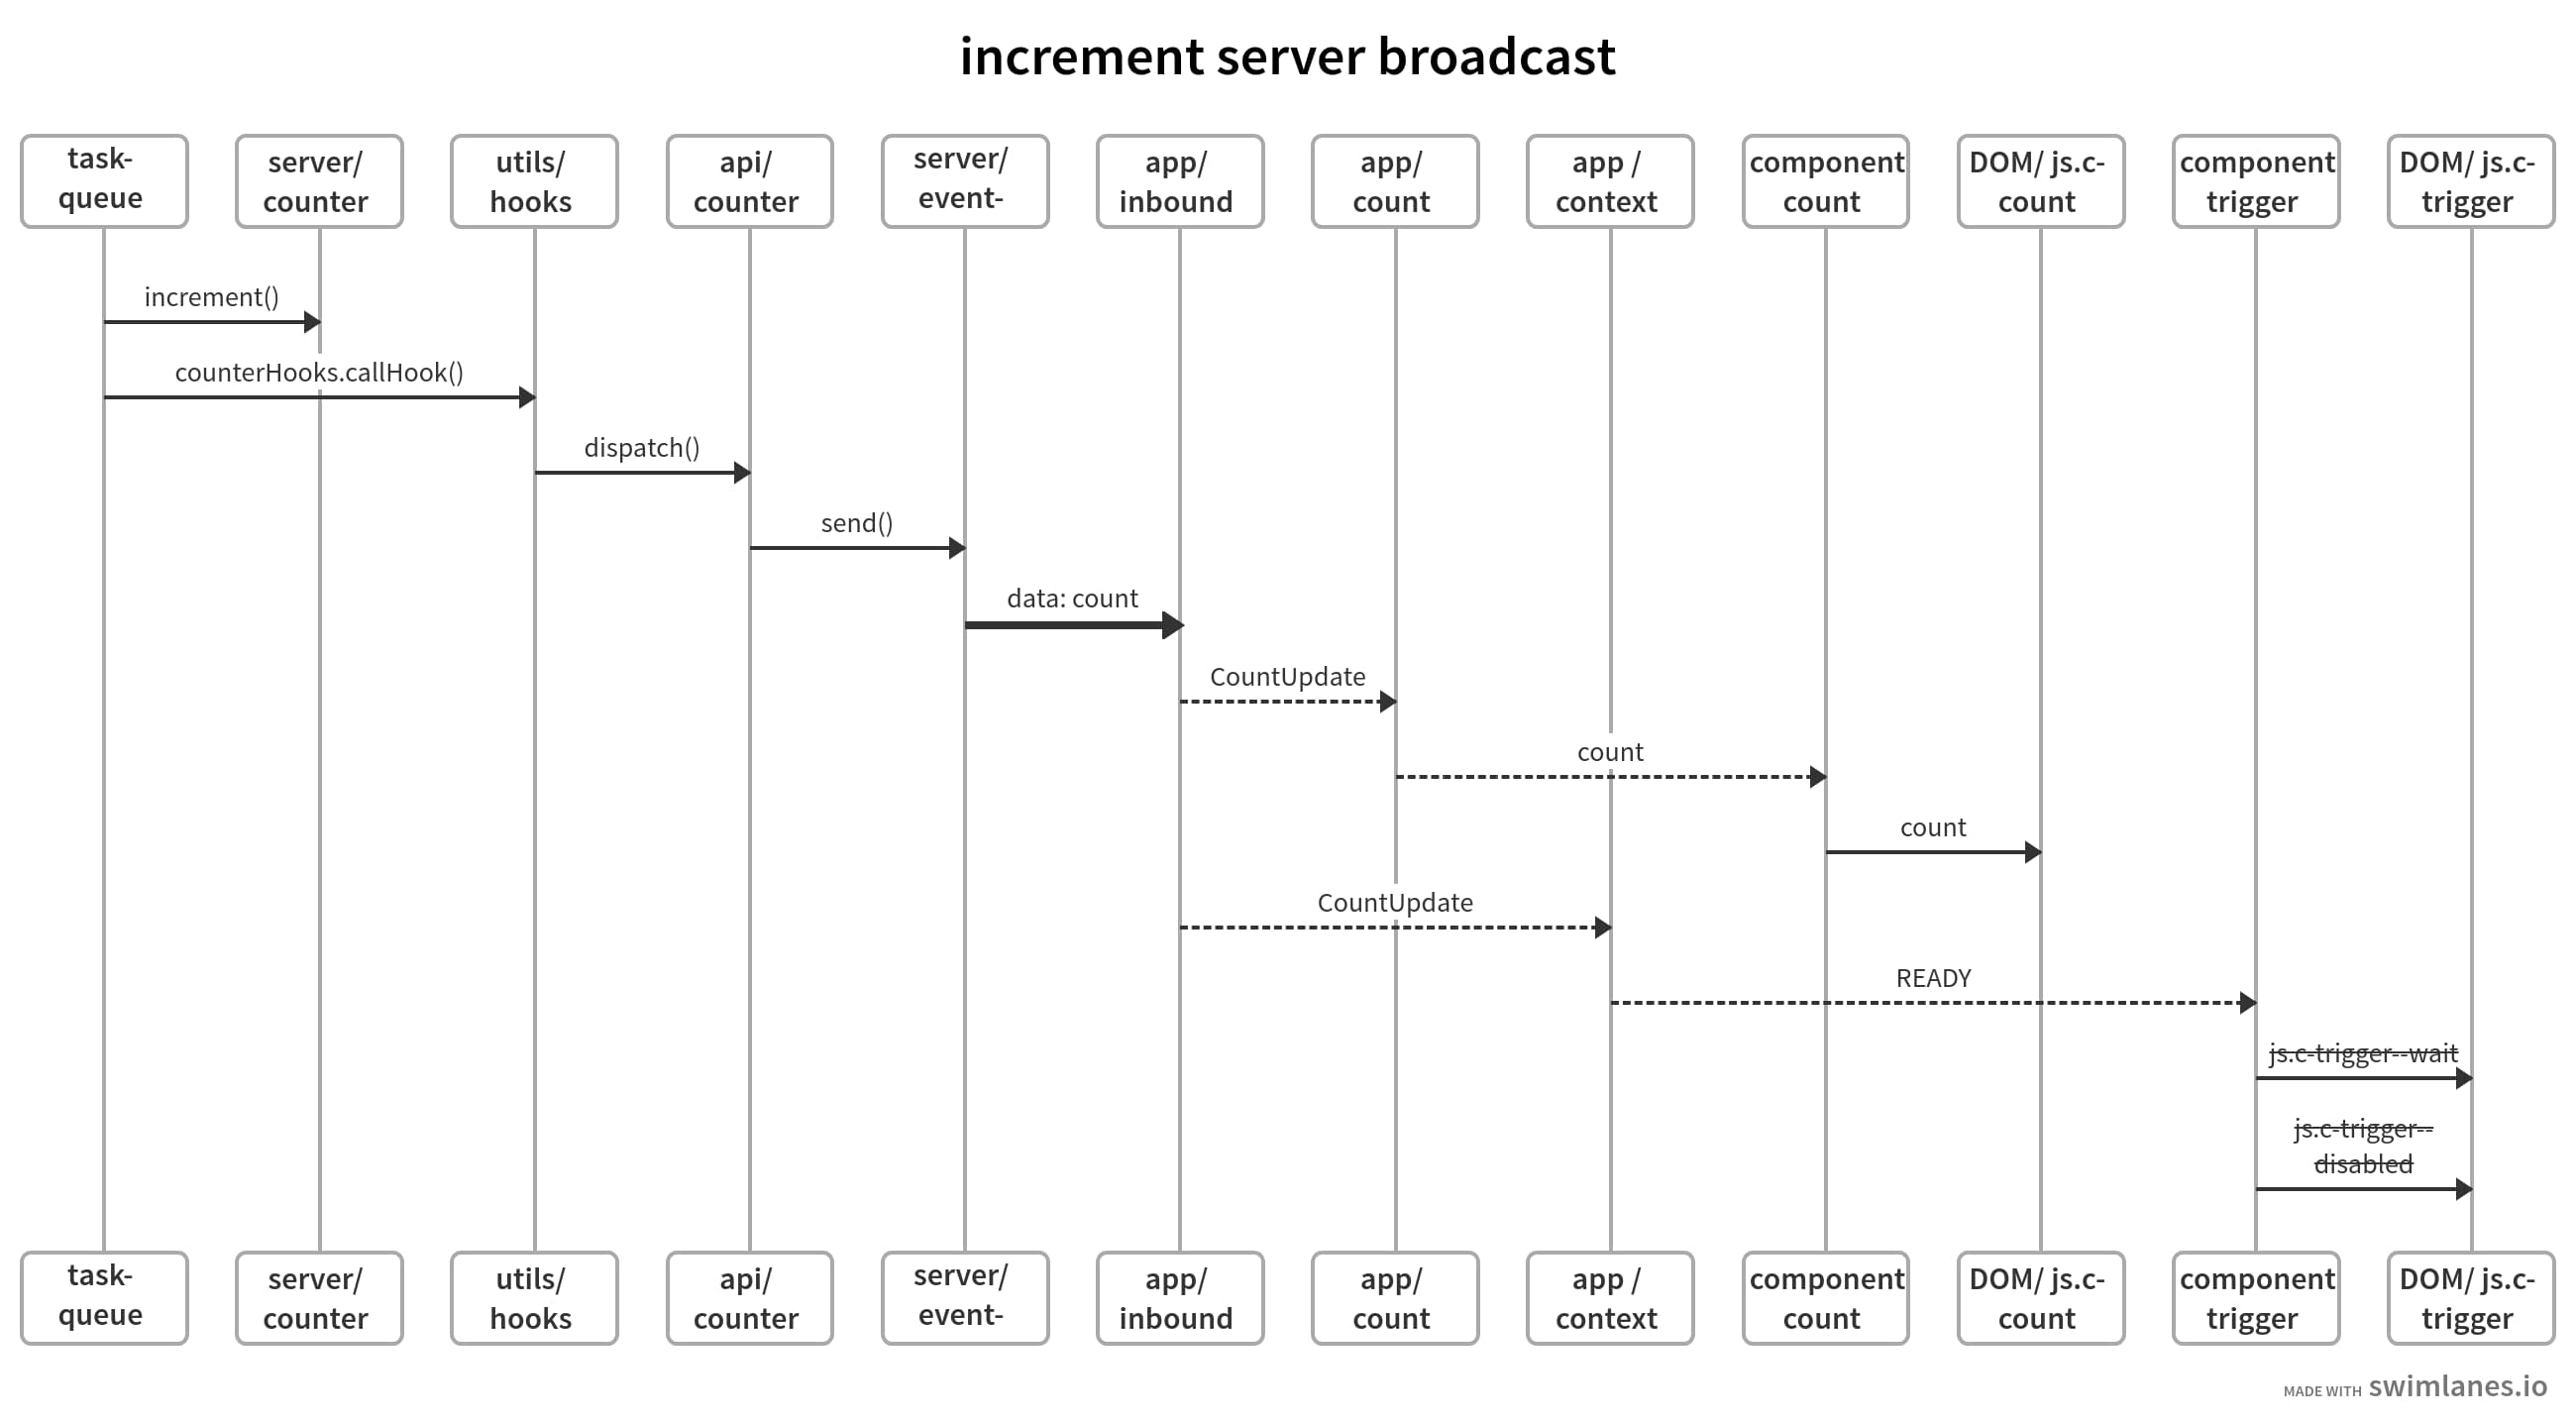 increment server broadcast
task- server/ utils/ api/ server/ app/ app/ app / component DOM/ js.c- component DOM/ js.c-
queue counter hooks counter event- inbound count context count count trigger trigger
increment()
counterHooks.callHook()
dispatch()
send()
data: count
CountUpdate
count
count
CountUpdate
READY
js.c-trigger--wait
js.c-trigger--
disabled
task- server/ utils/ api/ server/ app/ app/ app / component DOM/ js.c- component DOM/ js.c-
queue counter hooks counter event- inbound count context count count trigger trigger
MADE WITH swimlanes.io